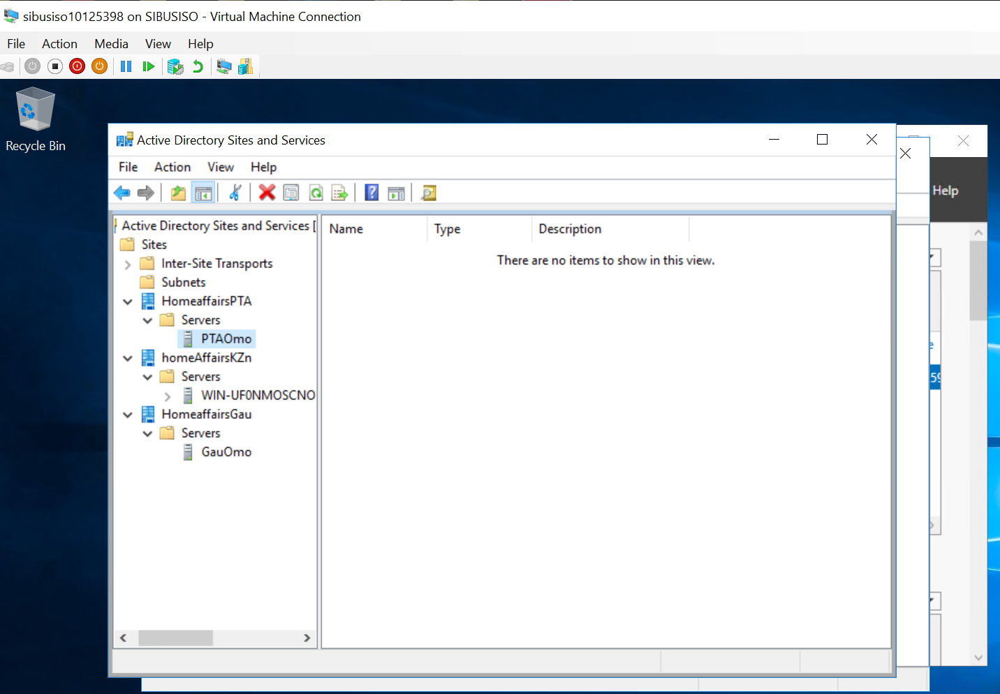 sibusiso10125398 on SIBUSISO - Virtual Machine Connection
File Action Media View Help
Recycle Bin
Active Directory Sites and Services
File Action View Help
Help
Active Directory Sites and Services [
Name Type Description
There are no items to show in this view.
Sites
Inter-Site Transports
Subnets
HomeaffairsPTA
Servers
PTAOmo
homeAffairsKZn
Servers
WIN-UF0NMOSCNO
HomeaffairsGau
Servers
GauOmo
e
59